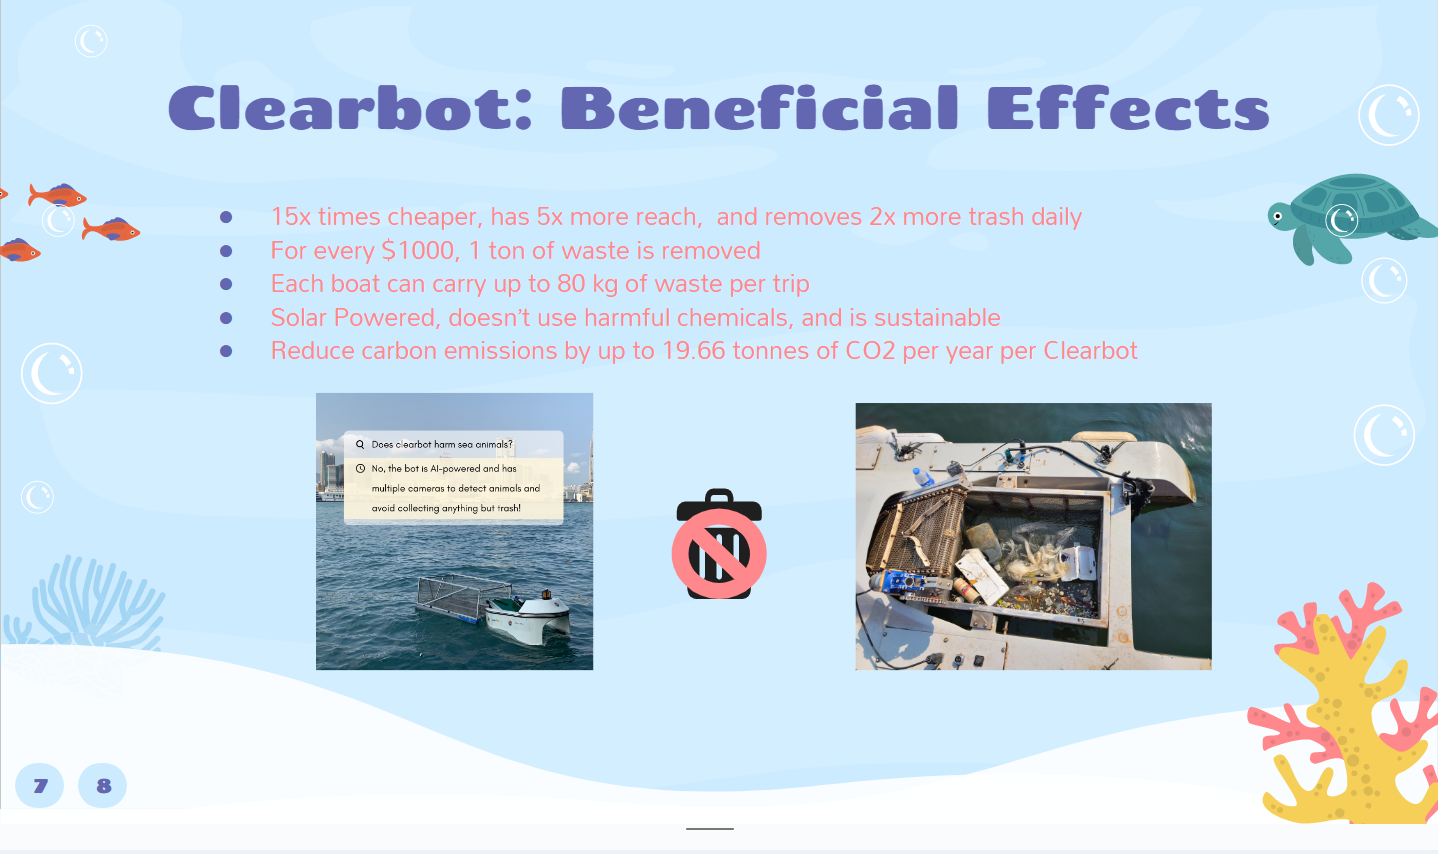 Clearbot: Beneficial Effects
15x times cheaper, has 5x more reach,  and removes 2x more trash daily
For every $1000, 1 ton of waste is removed
Each boat can carry up to 80 kg of waste per trip
Solar Powered, doesn't use harmful chemicals, and is sustainable
Reduce carbon emissions by up to 19.66 tonnes of CO2 per year per Clearbot
Does clearbot harm sea animals?
No, the bot is AI-powered and has
multiple cameras to detect animals and
avoid collecting anything but trash!
7 8